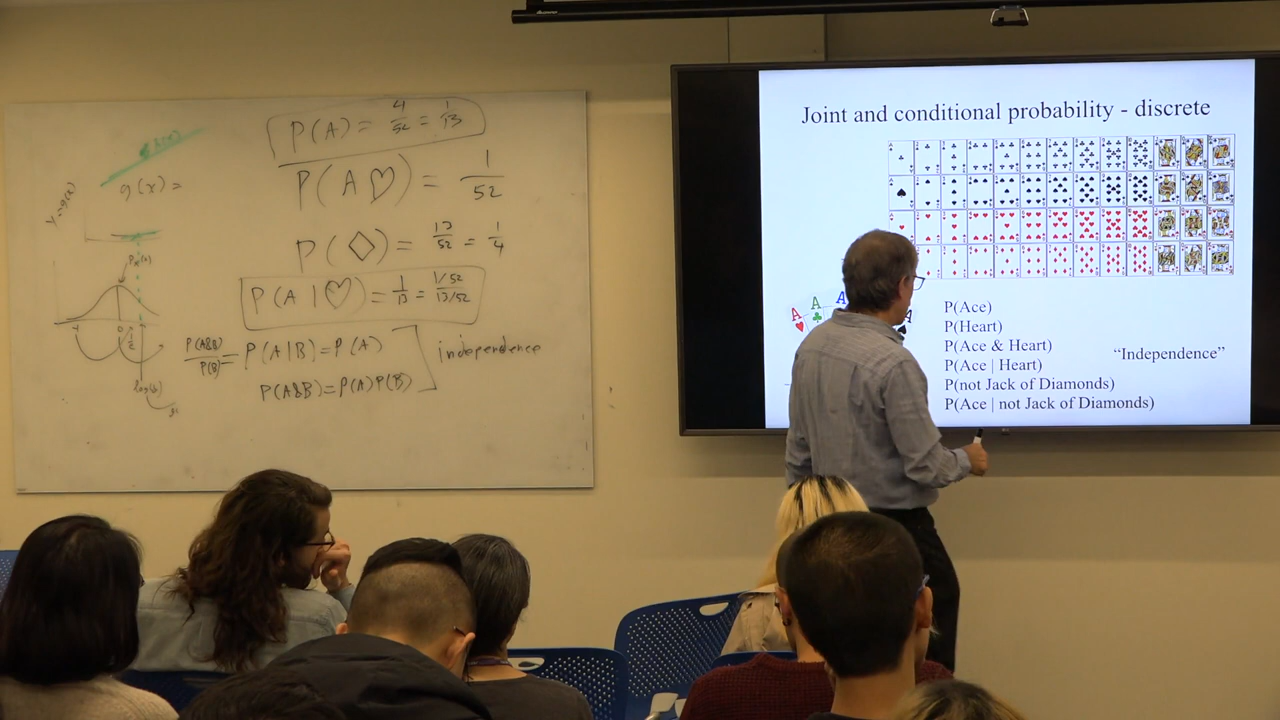 g(x) =
P(A) = 4/52 = 1/13
P(A♡) = 1/52
P(◇) = 13/52 = 1/4
P(A|♡) = 1/13 = (1/52)/(13/52)
P(A&B)/P(B) = P(A|B) = P(A)
P(A&B) = P(A)P(B)
independence
Joint and conditional probability - discrete
P(Ace)
P(Heart)
P(Ace & Heart)
P(Ace | Heart)
P(not Jack of Diamonds)
P(Ace | not Jack of Diamonds)
“Independence”